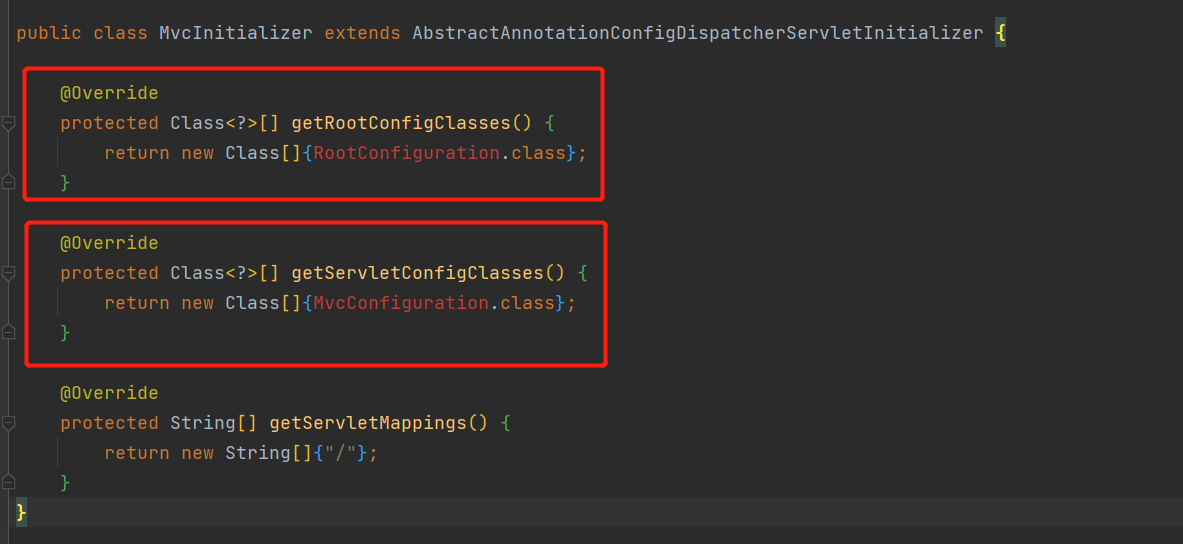 public class MvcInitializer extends AbstractAnnotationConfigDispatcherServletInitializer {
@Override
protected Class<?>[] getRootConfigClasses() {
return new Class[]{RootConfiguration.class};
}
@Override
protected Class<?>[] getServletConfigClasses() {
return new Class[]{MvcConfiguration.class};
}
@Override
protected String[] getServletMappings() {
return new String[]{"/"};
}
}